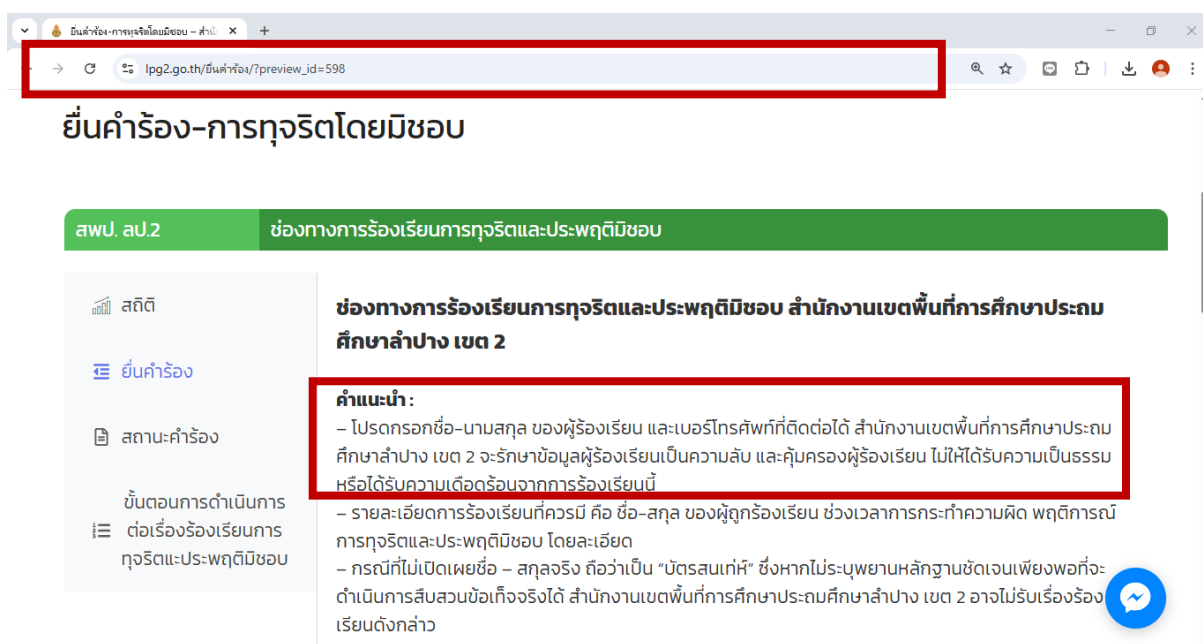 ยื่นคำร้อง-การทุจริตโดยมิชอบ – สำนั
lpg2.go.th/ยื่นคำร้อง/?preview_id=598
ยื่นคำร้อง-การทุจริตโดยมิชอบ
สพป. ลป.2
ช่องทางการร้องเรียนการทุจริตและประพฤติมิชอบ
สถิติ
ยื่นคำร้อง
สถานะคำร้อง
ขั้นตอนการดำเนินการ
ต่อเรื่องร้องเรียนการ
ทุจริตแะประพฤติมิชอบ
ช่องทางการร้องเรียนการทุจริตและประพฤติมิชอบ สำนักงานเขตพื้นที่การศึกษาประถม
ศึกษาลำปาง เขต 2
คำแนะนำ :
– โปรดกรอกชื่อ-นามสกุล ของผู้ร้องเรียน และเบอร์โทรศัพท์ที่ติดต่อได้ สำนักงานเขตพื้นที่การศึกษาประถม
ศึกษาลำปาง เขต 2 จะรักษาข้อมูลผู้ร้องเรียนเป็นความลับ และคุ้มครองผู้ร้องเรียน ไม่ให้ได้รับความเป็นธรรม
หรือได้รับความเดือดร้อนจากการร้องเรียนนี้
– รายละเอียดการร้องเรียนที่ควรมี คือ ชื่อ-สกุล ของผู้ถูกร้องเรียน ช่วงเวลาการกระทำความผิด พฤติการณ์
การทุจริตและประพฤติมิชอบ โดยละเอียด
– กรณีที่ไม่เปิดเผยชื่อ – สกุลจริง ถือว่าเป็น “บัตรสนเท่ห์” ซึ่งหากไม่ระบุพยานหลักฐานชัดเจนเพียงพอที่จะ
ดำเนินการสืบสวนข้อเท็จจริงได้ สำนักงานเขตพื้นที่การศึกษาประถมศึกษาลำปาง เขต 2 อาจไม่รับเรื่องร้อง
เรียนดังกล่าว